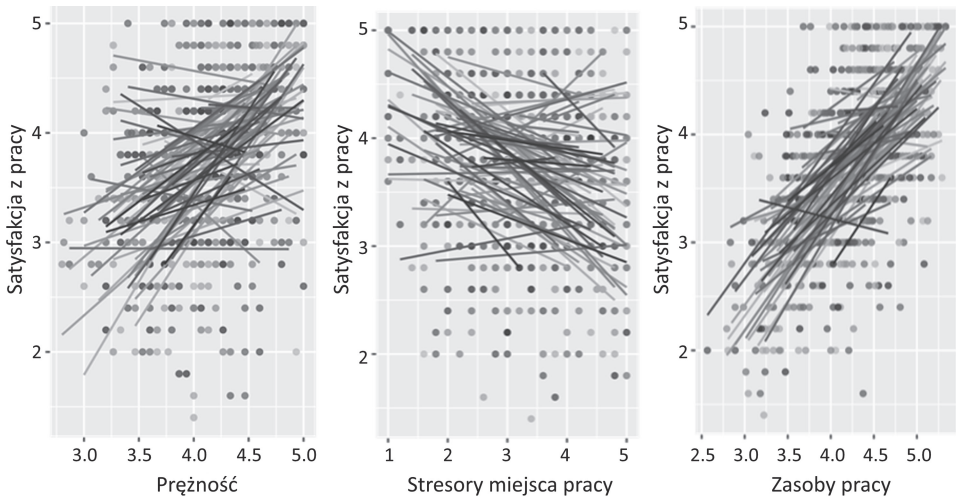 Satysfakcja z pracy
5
4
3
2
3.0 3.5 4.0 4.5 5.0
Prężność
Satysfakcja z pracy
5
4
3
2
1 2 3 4 5
Stresory miejsca pracy
Satysfakcja z pracy
5
4
3
2
2.5 3.0 3.5 4.0 4.5 5.0
Zasoby pracy